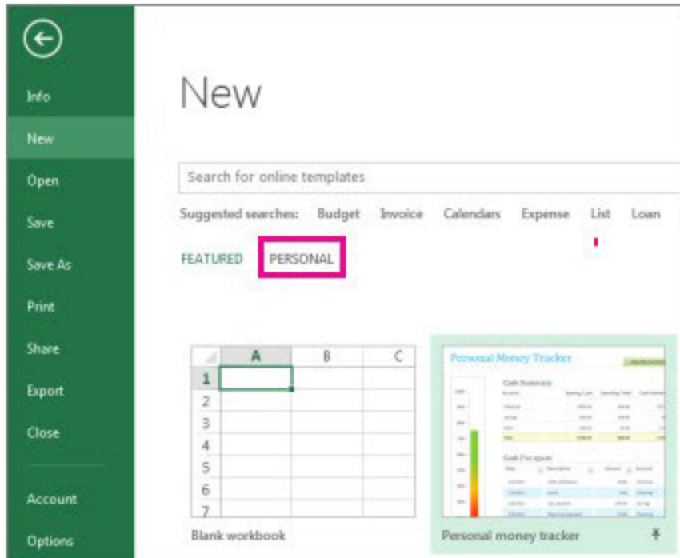 Info
New
Open
Save
Save As
Print
Share
Export
Close
Account
Options
New
Search for online templates
Suggested searches: Budget Invoice Calendars Expense List Loan
FEATURED PERSONAL
A B C
1
2
3
4
5
6
7
Blank workbook
Personal Money Tracker
Cash Summary
Personal money tracker